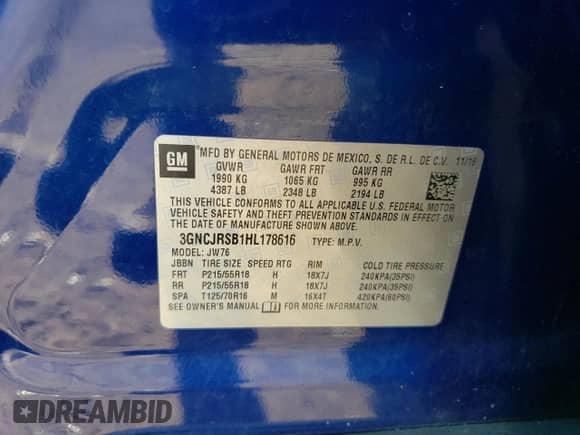 GM MFD BY GENERAL MOTORS DE MEXICO, S. DE R.L. DE C.V. 11/16
GVWR GAWR FRT GAWR RR
1990 KG 1065 KG 995 KG
4387 LB 2348 LB 2194 LB
THIS VEHICLE CONFORMS TO ALL APPLICABLE U.S. FEDERAL MOTOR
VEHICLE SAFETY AND THEFT PREVENTION STANDARDS IN EFFECT ON THE
DATE OF MANUFACTURE SHOWN ABOVE.
3GNCJRSB1HL178616 TYPE: M.P.V.
MODEL: JW76
JBBN TIRE SIZE SPEED RTG RIM COLD TIRE PRESSURE
FRT P215/55R18 H 18X7J 240KPA(35PSI)
RR P215/55R18 H 18X7J 240KPA(35PSI)
SPA T125/70R16 M 16X4T 420KPA(60PSI)
SEE OWNER'S MANUAL
DREAMBID